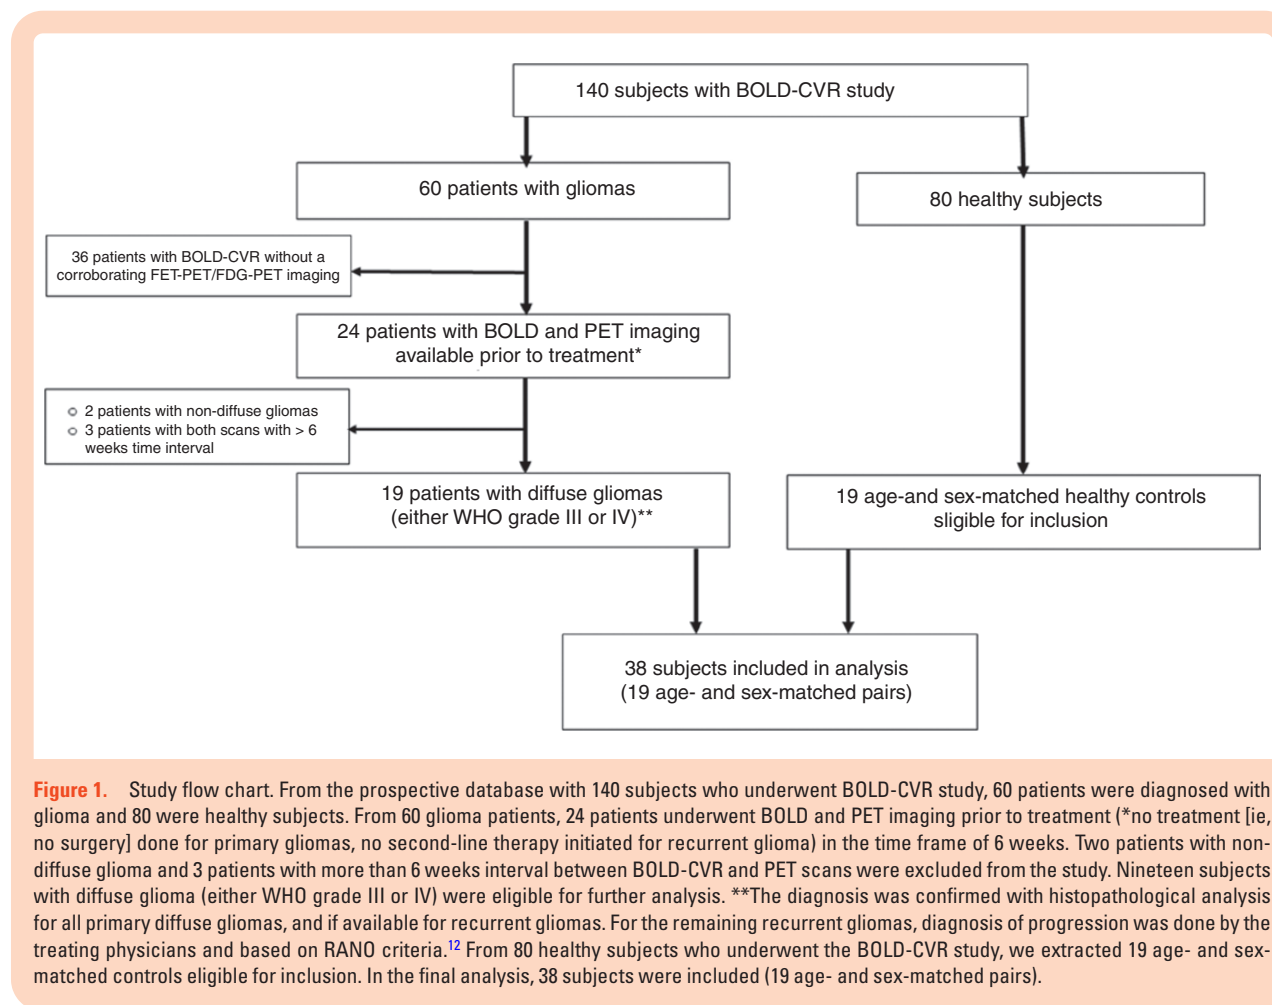 140 subjects with BOLD-CVR study
60 patients with gliomas
80 healthy subjects
36 patients with BOLD-CVR without a
corroborating FET-PET/FDG-PET imaging
24 patients with BOLD and PET imaging
available prior to treatment*
2 patients with non-diffuse gliomas
3 patients with both scans with > 6
weeks time interval
19 patients with diffuse gliomas
(either WHO grade III or IV)**
19 age-and sex-matched healthy controls
sligible for inclusion
38 subjects included in analysis
(19 age- and sex-matched pairs)
Figure 1. Study flow chart. From the prospective database with 140 subjects who underwent BOLD-CVR study, 60 patients were diagnosed with
glioma and 80 were healthy subjects. From 60 glioma patients, 24 patients underwent BOLD and PET imaging prior to treatment (*no treatment [ie,
no surgery] done for primary gliomas, no second-line therapy initiated for recurrent glioma) in the time frame of 6 weeks. Two patients with non-
diffuse glioma and 3 patients with more than 6 weeks interval between BOLD-CVR and PET scans were excluded from the study. Nineteen subjects
with diffuse glioma (either WHO grade III or IV) were eligible for further analysis. **The diagnosis was confirmed with histopathological analysis
for all primary diffuse gliomas, and if available for recurrent gliomas. For the remaining recurrent gliomas, diagnosis of progression was done by the
treating physicians and based on RANO criteria.12 From 80 healthy subjects who underwent the BOLD-CVR study, we extracted 19 age- and sex-
matched controls eligible for inclusion. In the final analysis, 38 subjects were included (19 age- and sex-matched pairs).